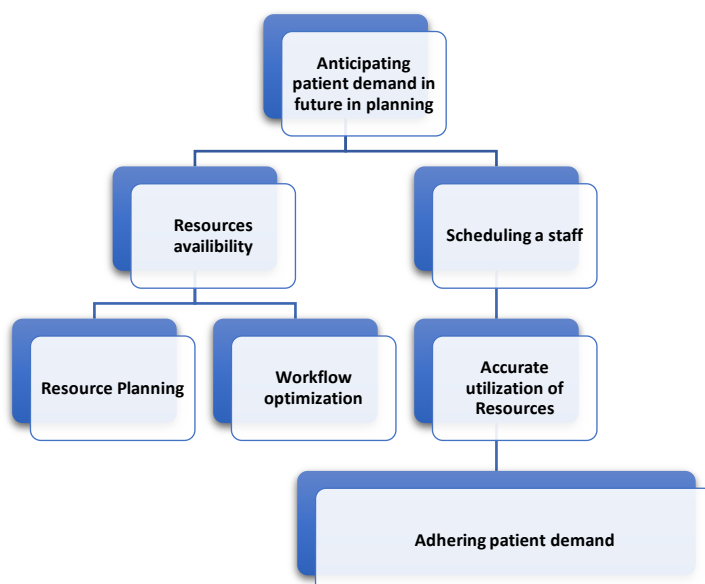 Anticipating
patient demand in
future in planning
Resources
availibility
Scheduling a staff
Resource Planning
Workflow
optimization
Accurate
utilization of
Resources
Adhering patient demand